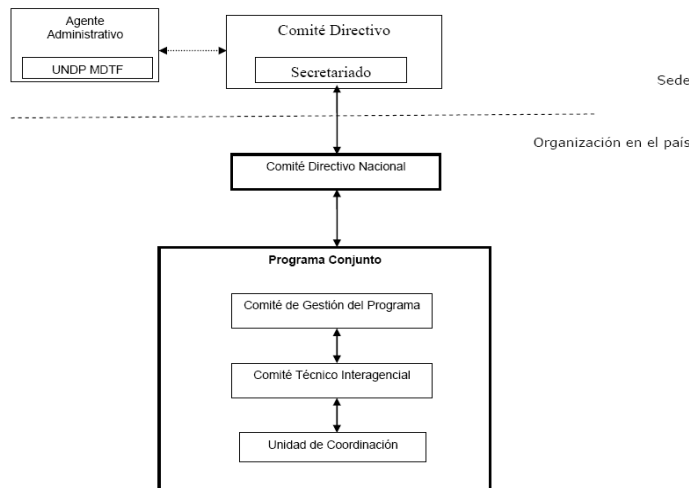 Agente
Administrativo
UNDP MDTF
Comité Directivo
Secretariado
Sede
Organización en el país
Comité Directivo Nacional
Programa Conjunto
Comité de Gestión del Programa
Comité Técnico Interagencial
Unidad de Coordinación